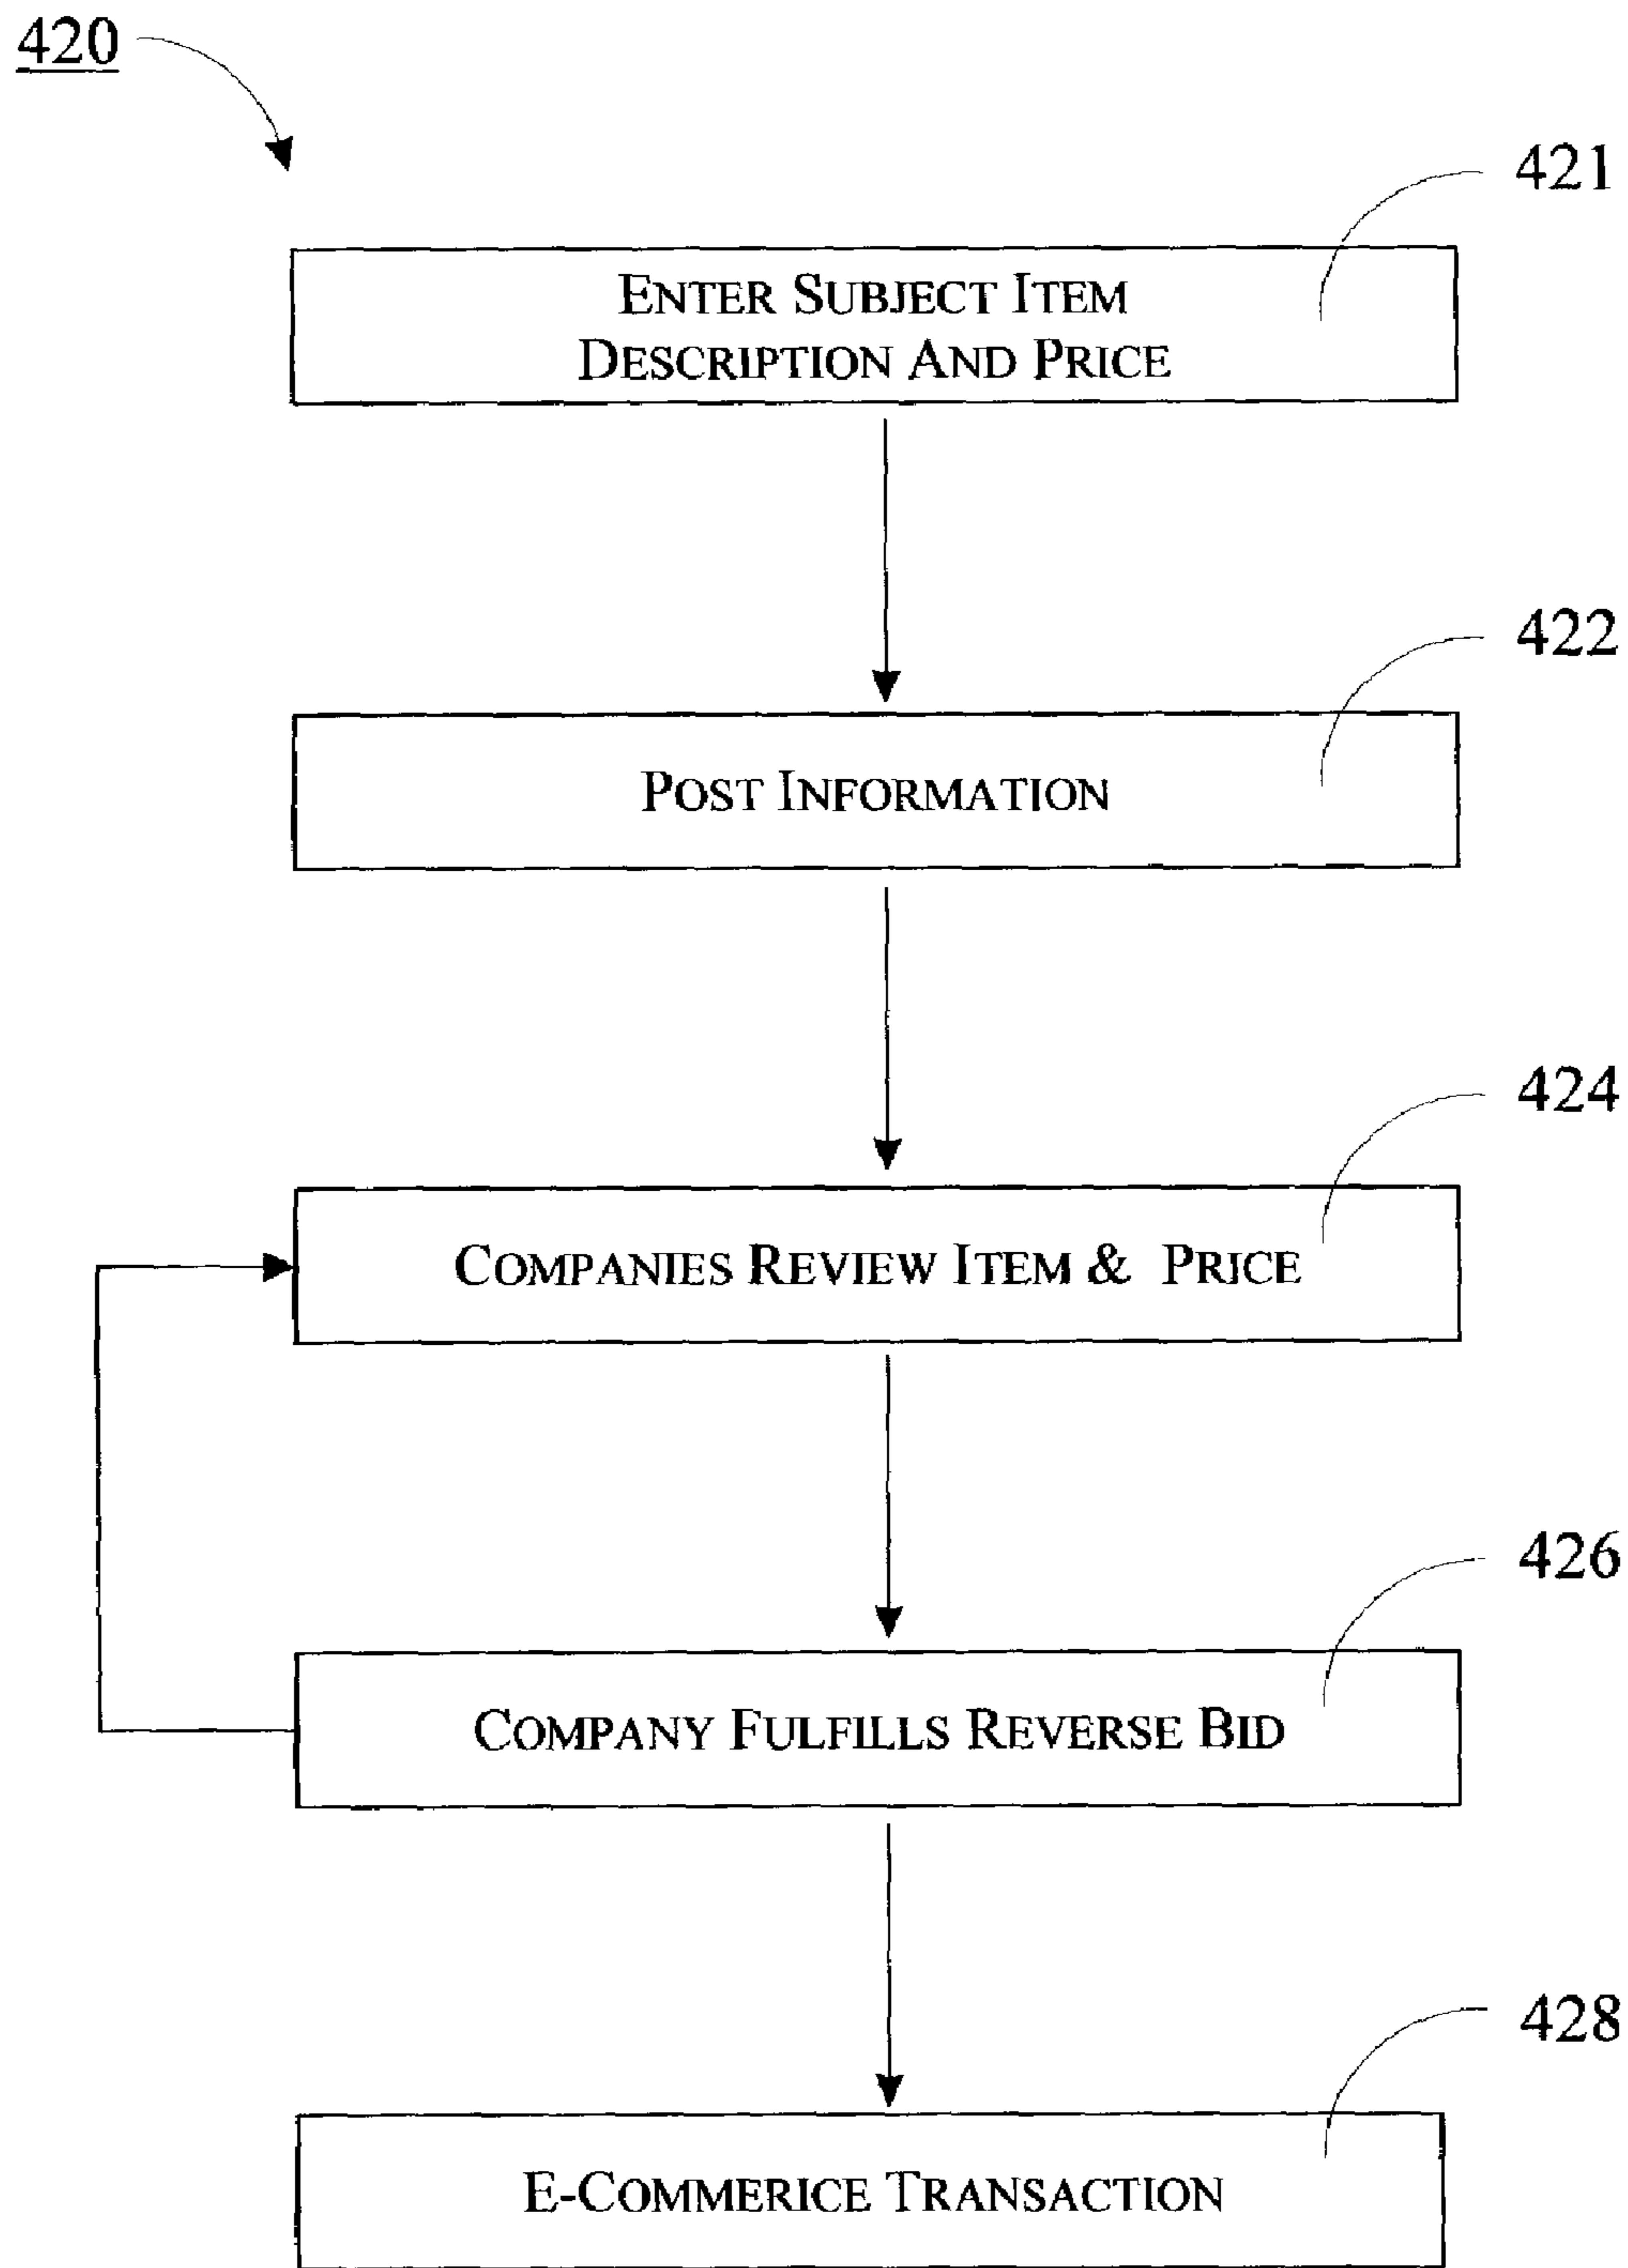 420
421
ENTER SUBJECT ITEM
DESCRIPTION AND PRICE
422
POST INFORMATION
424
COMPANIES REVIEW ITEM & PRICE
426
COMPANY FULFILLS REVERSE BID
428
E-COMMERICE TRANSACTION